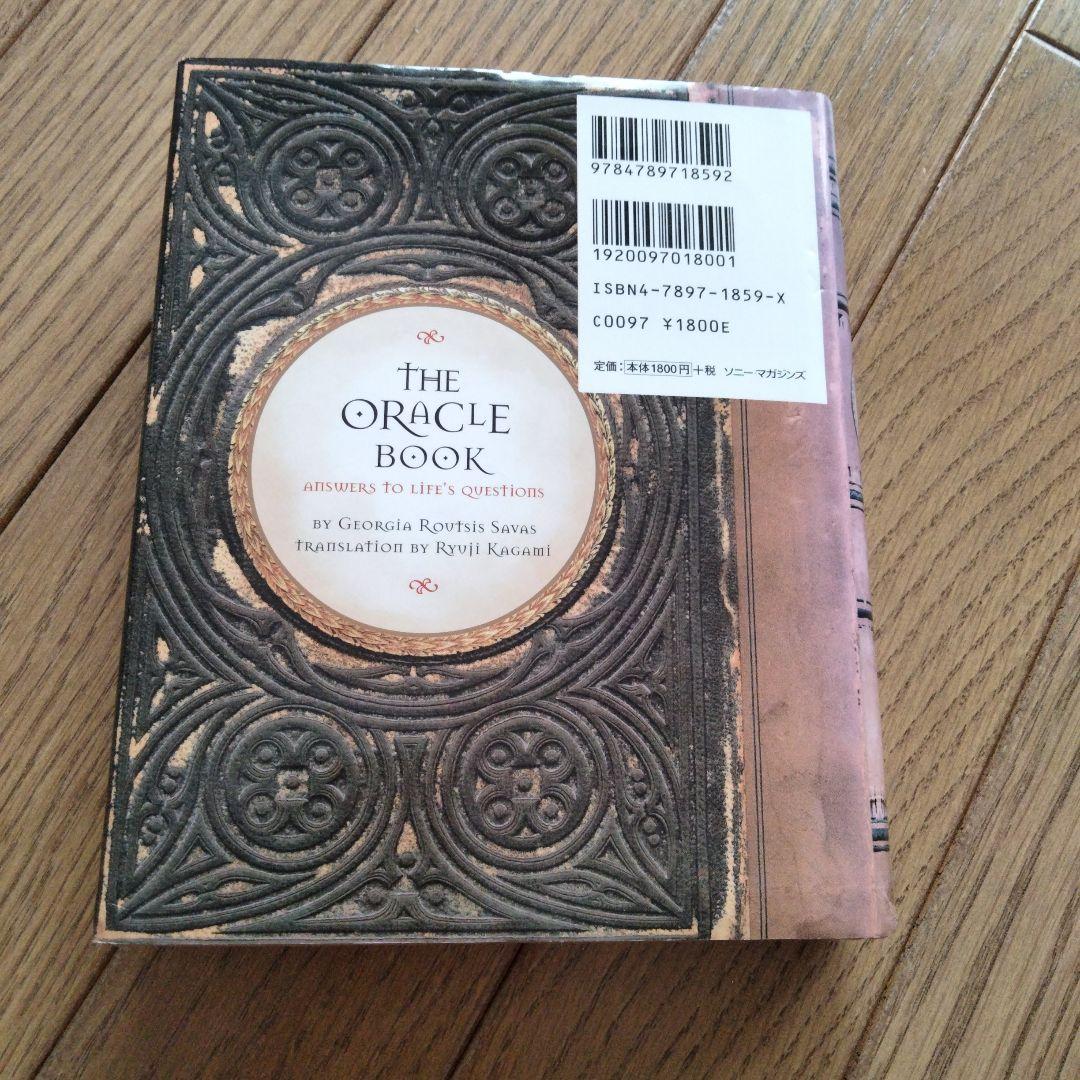 9784789718592
1920097018001
ISBN4-7897-1859-X
C0097 ¥1800E
定価：本体1800円+税 ソニー・マガジンズ
THE
ORACLE
BOOK
ANSWERS TO LIFE'S QUESTIONS
BY GEORGIA ROUTSIS SAVAS
TRANSLATION BY RYUJI KAGAMI